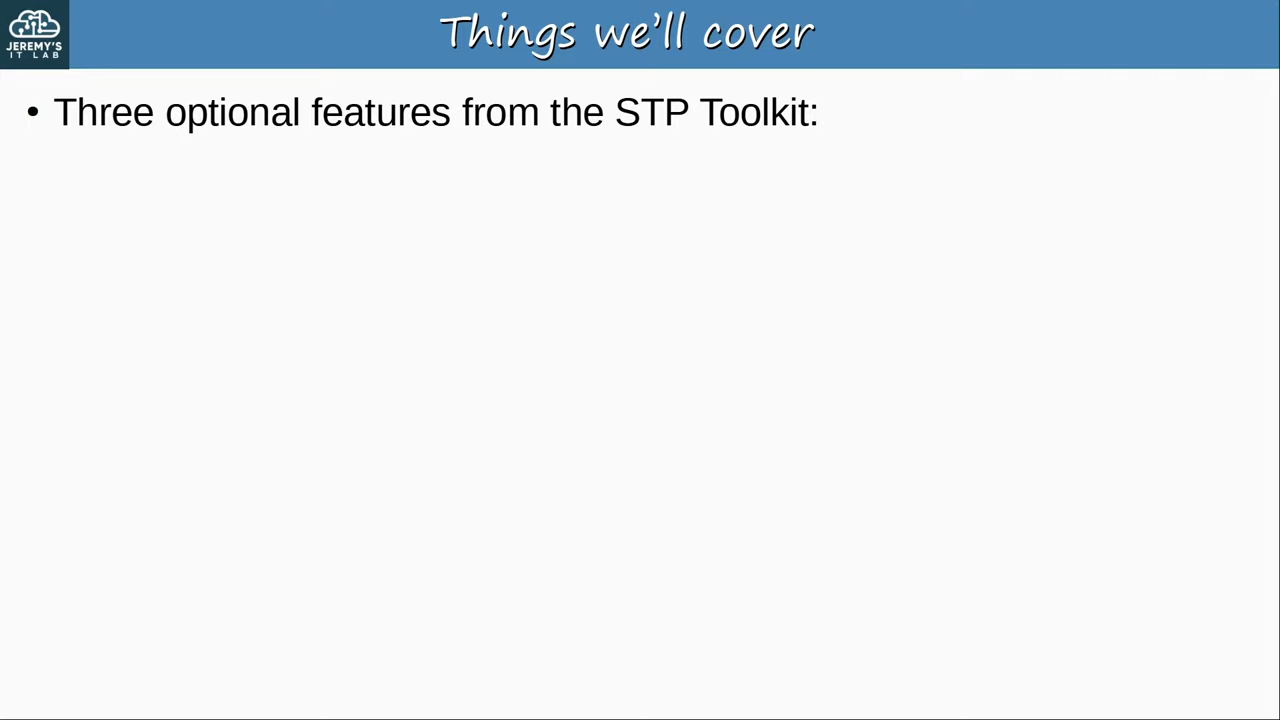 JEREMY'S
IT LAB
Things we'll cover
• Three optional features from the STP Toolkit: